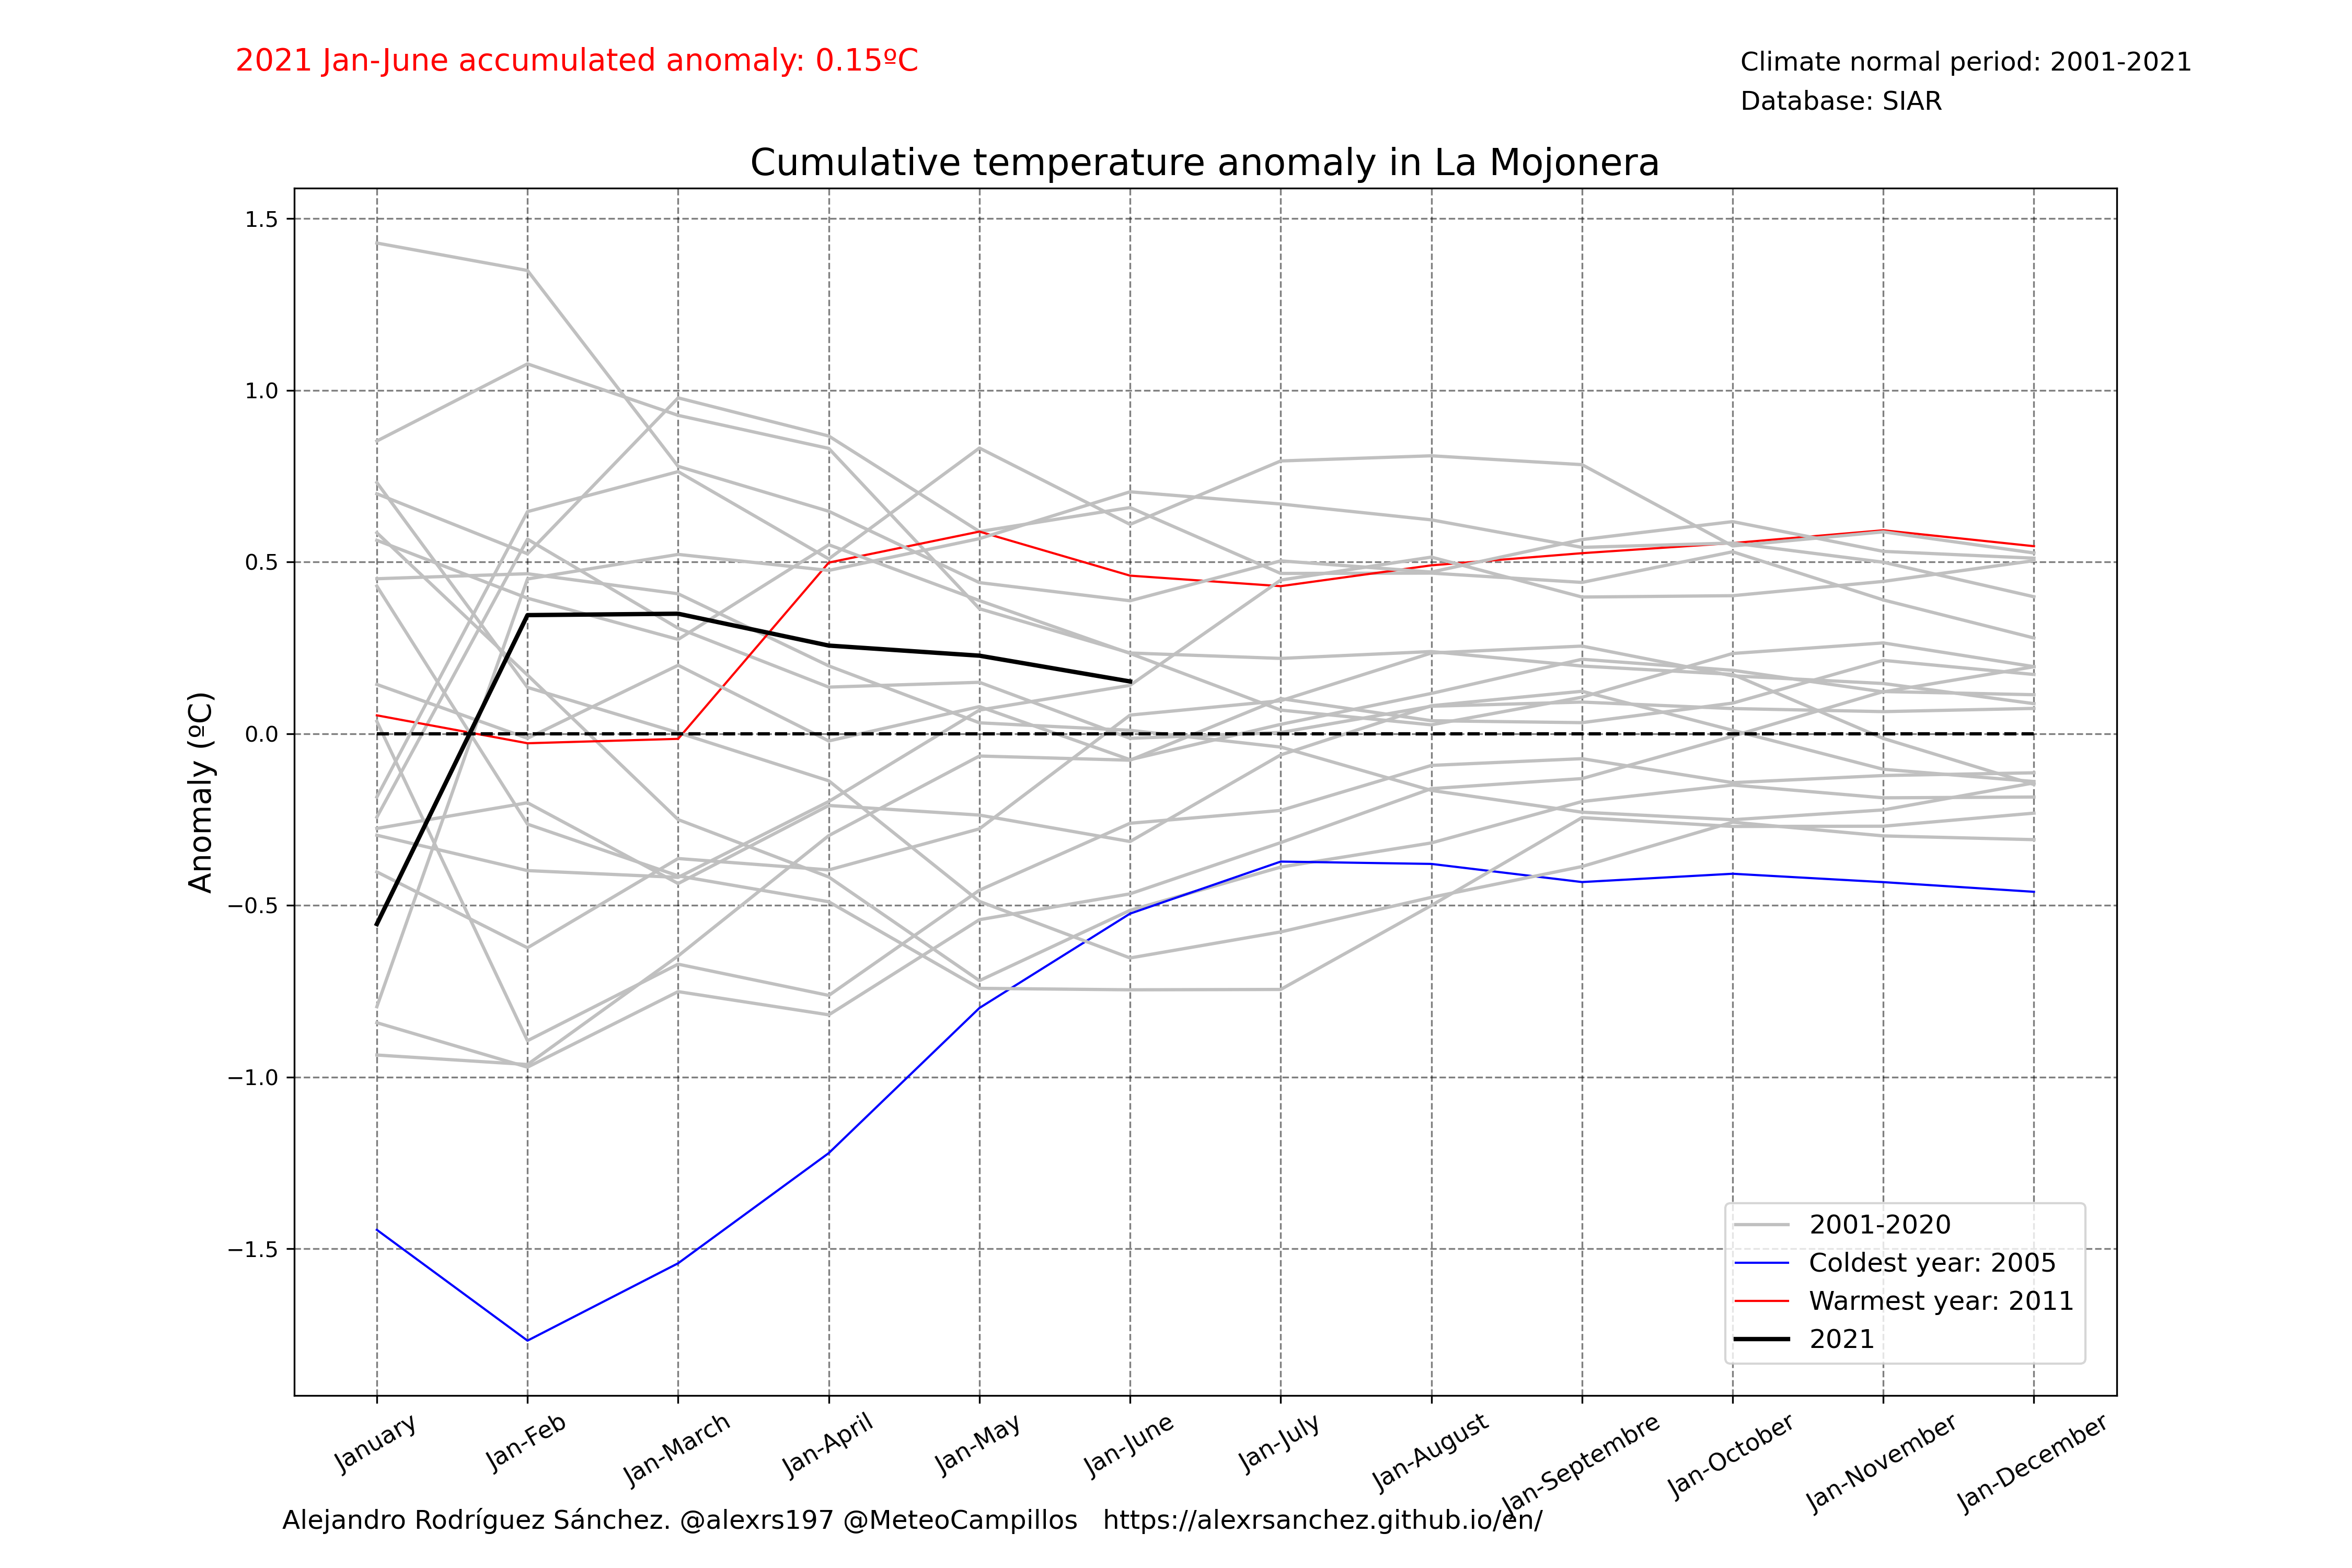 2021 Jan-June accumulated anomaly: 0.15ºC
Climate normal period: 2001-2021
Database: SIAR
Cumulative temperature anomaly in La Mojonera
Anomaly (ºC)
1.5
1.0
0.5
0.0
−0.5
−1.0
−1.5
2001-2020
Coldest year: 2005
Warmest year: 2011
2021
January
Jan-Feb
Jan-March
Jan-April
Jan-May
Jan-June
Jan-July
Jan-August
Jan-Septembre
Jan-October
Jan-November
Jan-December
Alejandro Rodríguez Sánchez. @alexrs197 @MeteoCampillos https://alexrsanchez.github.io/en/